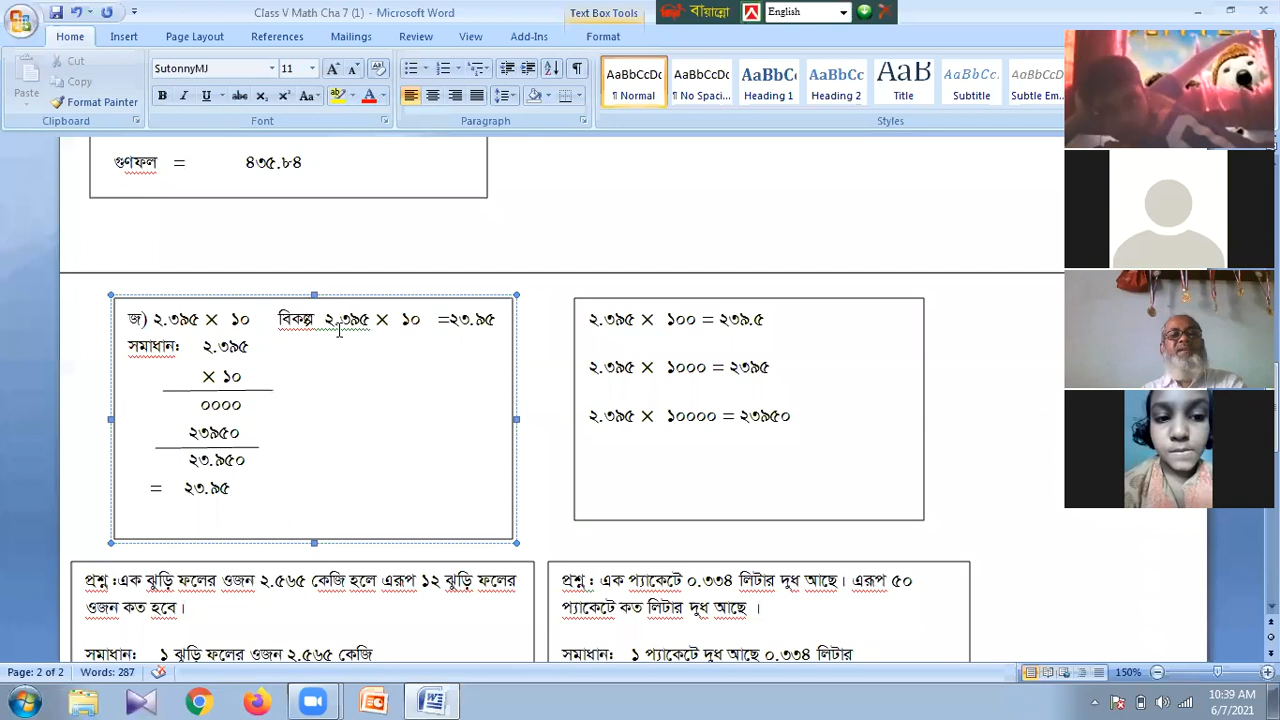 Class V Math Cha 7 (1) - Microsoft Word
Text Box Tools
বায়ান্নো
English
Home
Insert
Page Layout
References
Mailings
Review
View
Add-Ins
Format
Cut
Copy
Format Painter
Paste
Clipboard
SutonnyMJ
11
Font
Paragraph
AaBbCcDc AaBbCcDc AaBbCc AaBbCc AaB AaBbCc. AaBbCcDc
¶ Normal ¶ No Spaci... Heading 1 Heading 2 Title Subtitle Subtle Em...
Styles
গুণফল = ৪৩৫.৮৪
জ) ২.৩৯৫ × ১০ বিকল্প ২.৩৯৫ × ১০ =২৩.৯৫
সমাধান: ২.৩৯৫
× ১০
০০০০
২৩৯৫০
২৩.৯৫০
= ২৩.৯৫
২.৩৯৫ × ১০০ = ২৩৯.৫
২.৩৯৫ × ১০০০ = ২৩৯৫
২.৩৯৫ × ১০০০০ = ২৩৯৫০
প্রশ্ন :এক ঝুড়ি ফলের ওজন ২.৫৬৫ কেজি হলে এরূপ ১২ ঝুড়ি ফলের
ওজন কত হবে।
সমাধান: ১ ঝুড়ি ফলের ওজন ২.৫৬৫ কেজি
প্রশ্ন : এক প্যাকেটে ০.৩৩৪ লিটার দুধ আছে। এরূপ ৫০
প্যাকেটে কত লিটার দুধ আছে ।
সমাধান: ১ প্যাকেটে দুধ আছে ০.৩৩৪ লিটার
Page: 2 of 2
Words: 287
150%
10:39 AM
6/7/2021